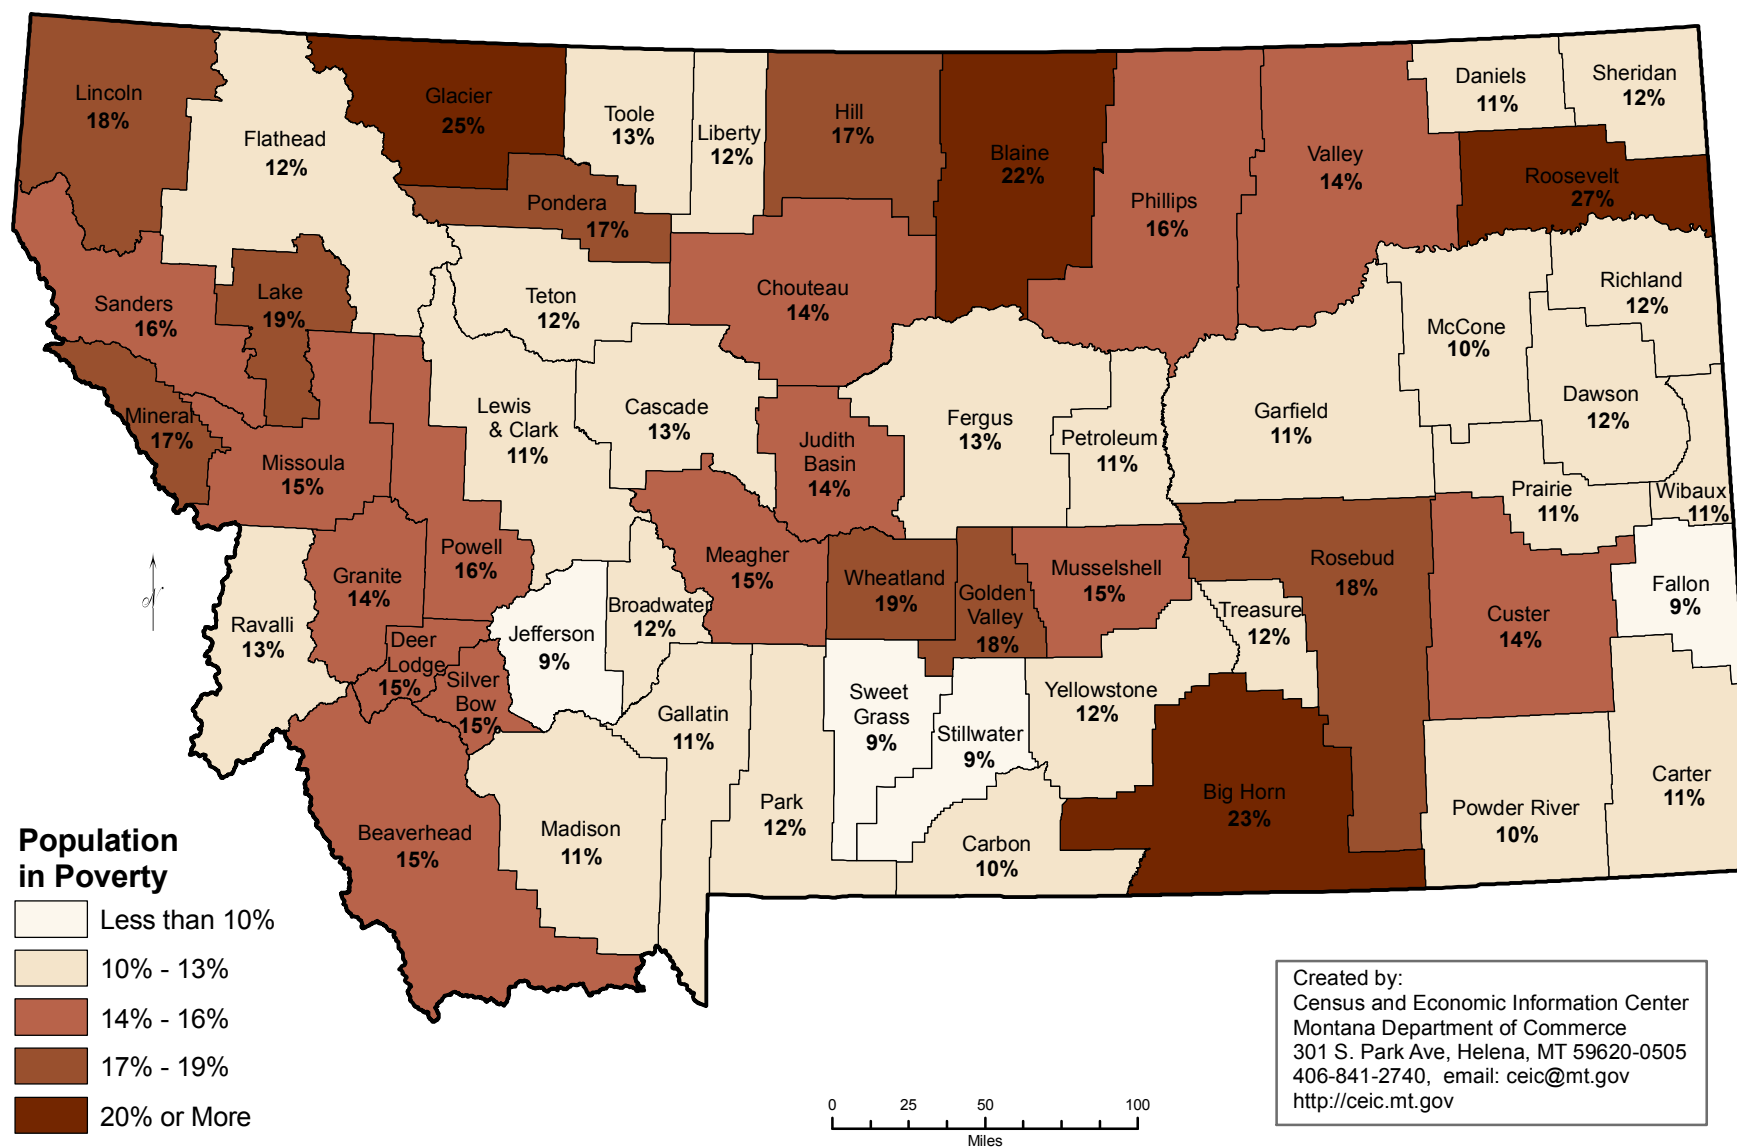 Lincoln
18%
Flathead
12%
Glacier
25%
Toole
13%
Liberty
12%
Hill
17%
Blaine
22%
Phillips
16%
Valley
14%
Daniels
11%
Sheridan
12%
Roosevelt
27%
Pondera
17%
Sanders
16%
Lake
19%
Teton
12%
Chouteau
14%
McCone
10%
Richland
12%
Mineral
17%
Missoula
15%
Lewis
& Clark
11%
Cascade
13%
Judith
Basin
14%
Fergus
13%
Petroleum
11%
Garfield
11%
Dawson
12%
Prairie
11%
Wibaux
11%
Granite
14%
Powell
16%
Meagher
15%
Wheatland
19%
Golden
Valley
18%
Musselshell
15%
Rosebud
18%
Treasure
12%
Custer
14%
Fallon
9%
N
Ravalli
13%
Deer
Lodge
15%
Silver
Bow
15%
Jefferson
9%
Broadwater
12%
Gallatin
11%
Sweet
Grass
9%
Stillwater
9%
Yellowstone
12%
Big Horn
23%
Powder River
10%
Carter
11%
Beaverhead
15%
Madison
11%
Park
12%
Carbon
10%
Population
in Poverty
Less than 10%
10% - 13%
14% - 16%
17% - 19%
20% or More
0 25 50 100
Miles
Created by:
Census and Economic Information Center
Montana Department of Commerce
301 S. Park Ave, Helena, MT 59620-0505
406-841-2740,  email: ceic@mt.gov
http://ceic.mt.gov